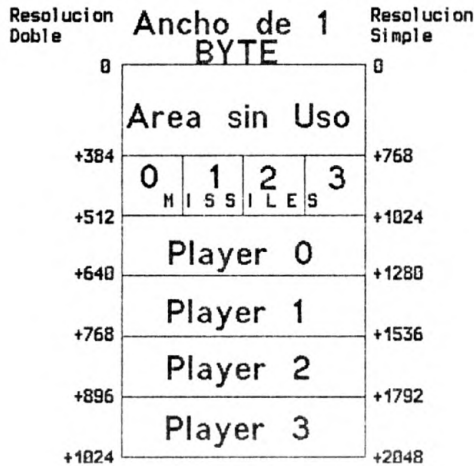 Resolucion Doble
Ancho de 1 BYTE
Resolucion Simple
0 0
Area sin Uso
+384 +768
0 1 2 3
MISSILES
+512 +1024
Player 0
+640 +1280
Player 1
+768 +1536
Player 2
+896 +1792
Player 3
+1024 +2048